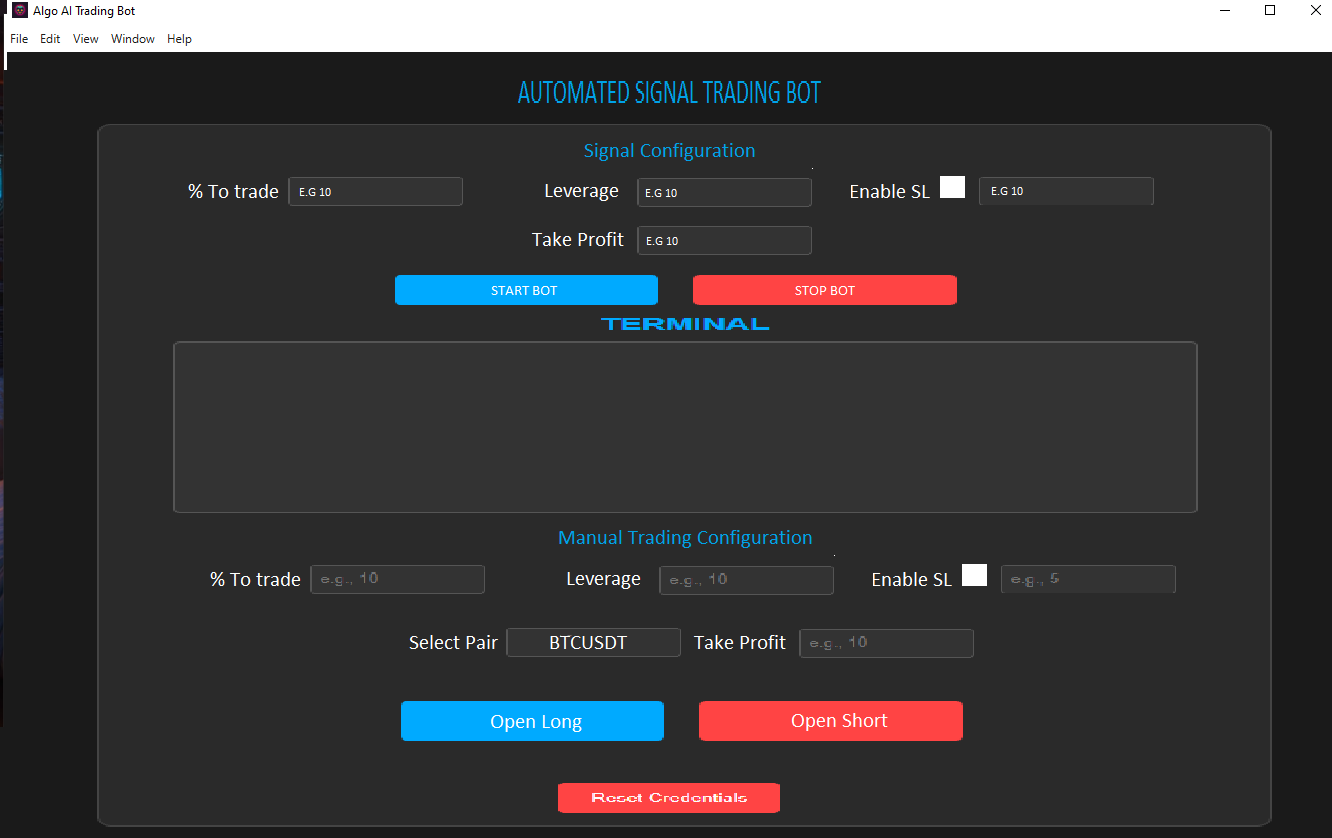 Algo AI Trading Bot
File Edit View Window Help
AUTOMATED SIGNAL TRADING BOT
Signal Configuration
% To trade E.G 10 Leverage E.G 10 Enable SL E.G 10
Take Profit E.G 10
START BOT STOP BOT
TERMINAL
Manual Trading Configuration
% To trade e.g., 10 Leverage e.g., 10 Enable SL e.g., 5
Select Pair BTCUSDT Take Profit e.g., 10
Open Long Open Short
Reset Credentials